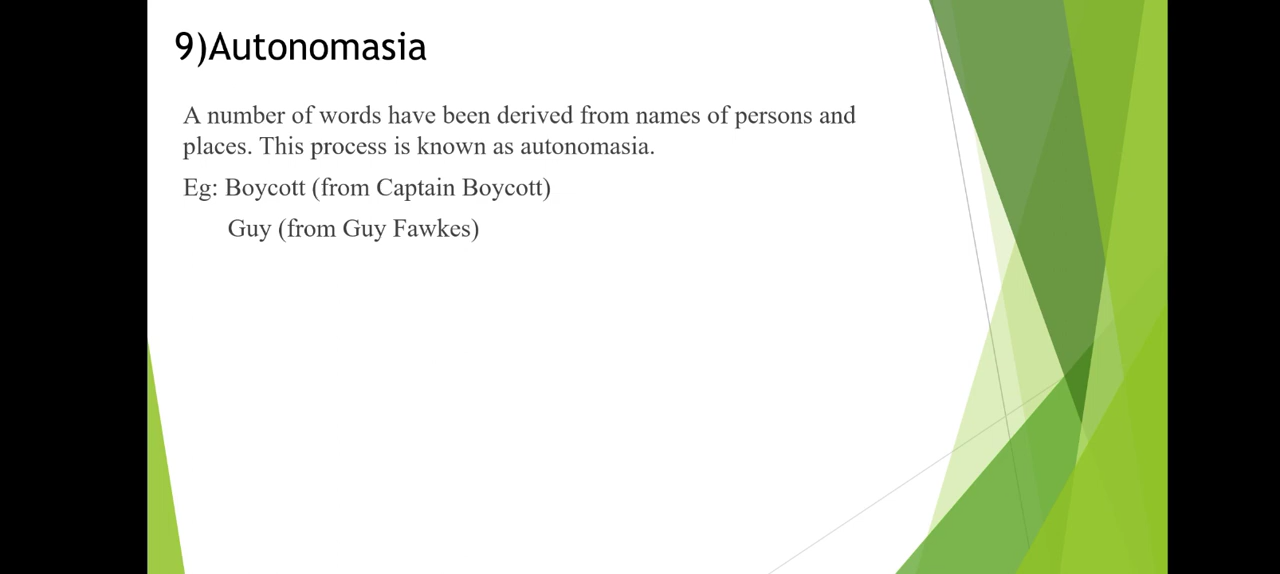 9)Autonomasia
A number of words have been derived from names of persons and
places. This process is known as autonomasia.
Eg: Boycott (from Captain Boycott)
Guy (from Guy Fawkes)